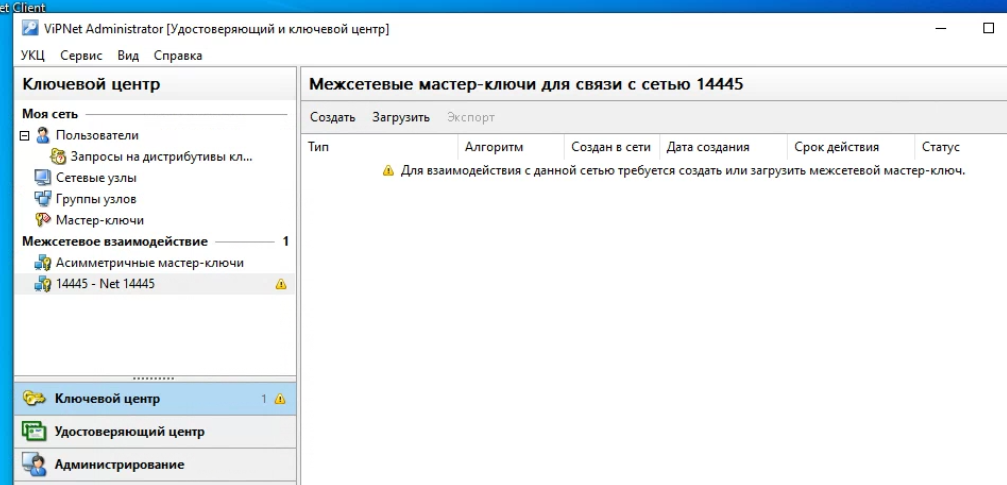 et Client
ViPNet Administrator [Удостоверяющий и ключевой центр]
УКЦ Сервис Вид Справка
Ключевой центр
Моя сеть
Пользователи
Запросы на дистрибутивы кл...
Сетевые узлы
Группы узлов
Мастер-ключи
Межсетевое взаимодействие 1
Асимметричные мастер-ключи
14445 - Net 14445
Ключевой центр 1
Удостоверяющий центр
Администрирование
Межсетевые мастер-ключи для связи с сетью 14445
Создать Загрузить Экспорт
Тип Алгоритм Создан в сети Дата создания Срок действия Статус
Для взаимодействия с данной сетью требуется создать или загрузить межсетевой мастер-ключ.